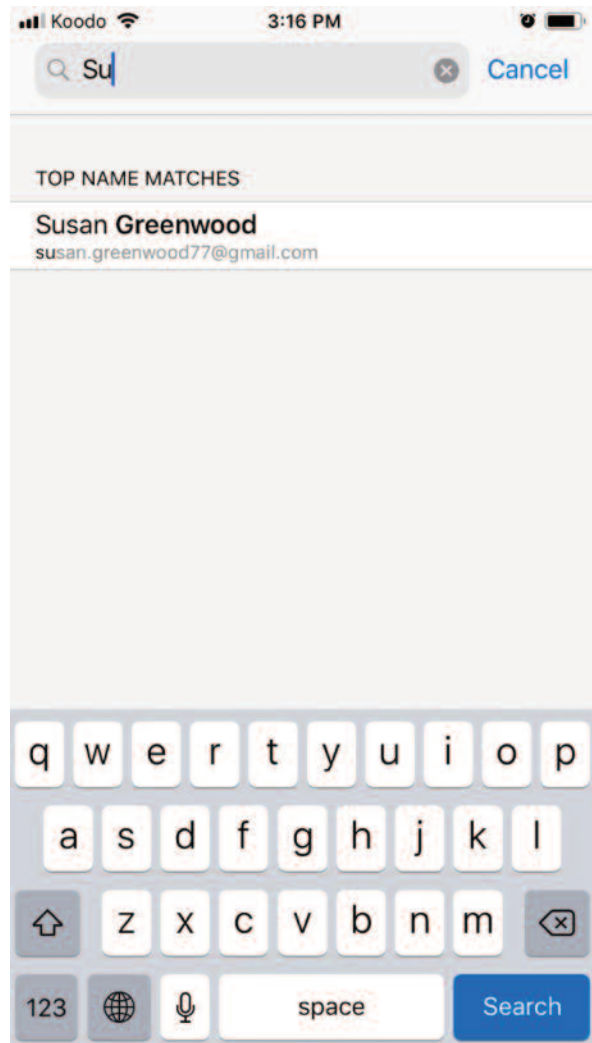 Koodo 3:16 PM
Su Cancel
TOP NAME MATCHES
Susan Greenwood
susan.greenwood77@gmail.com
q w e r t y u i o p
a s d f g h j k l
z x c v b n m
123 space Search